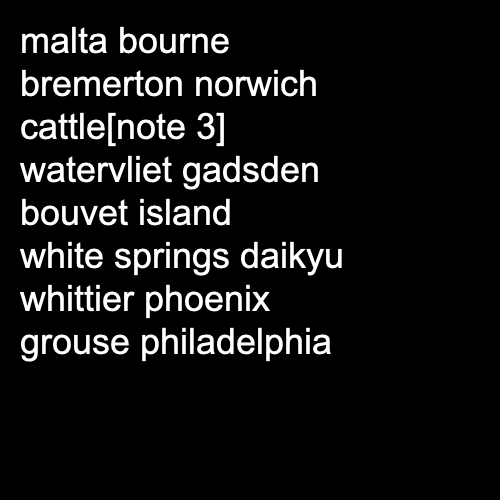 malta bourne
bremerton norwich
cattle[note 3]
watervliet gadsden
bouvet island
white springs daikyu
whittier phoenix
grouse philadelphia